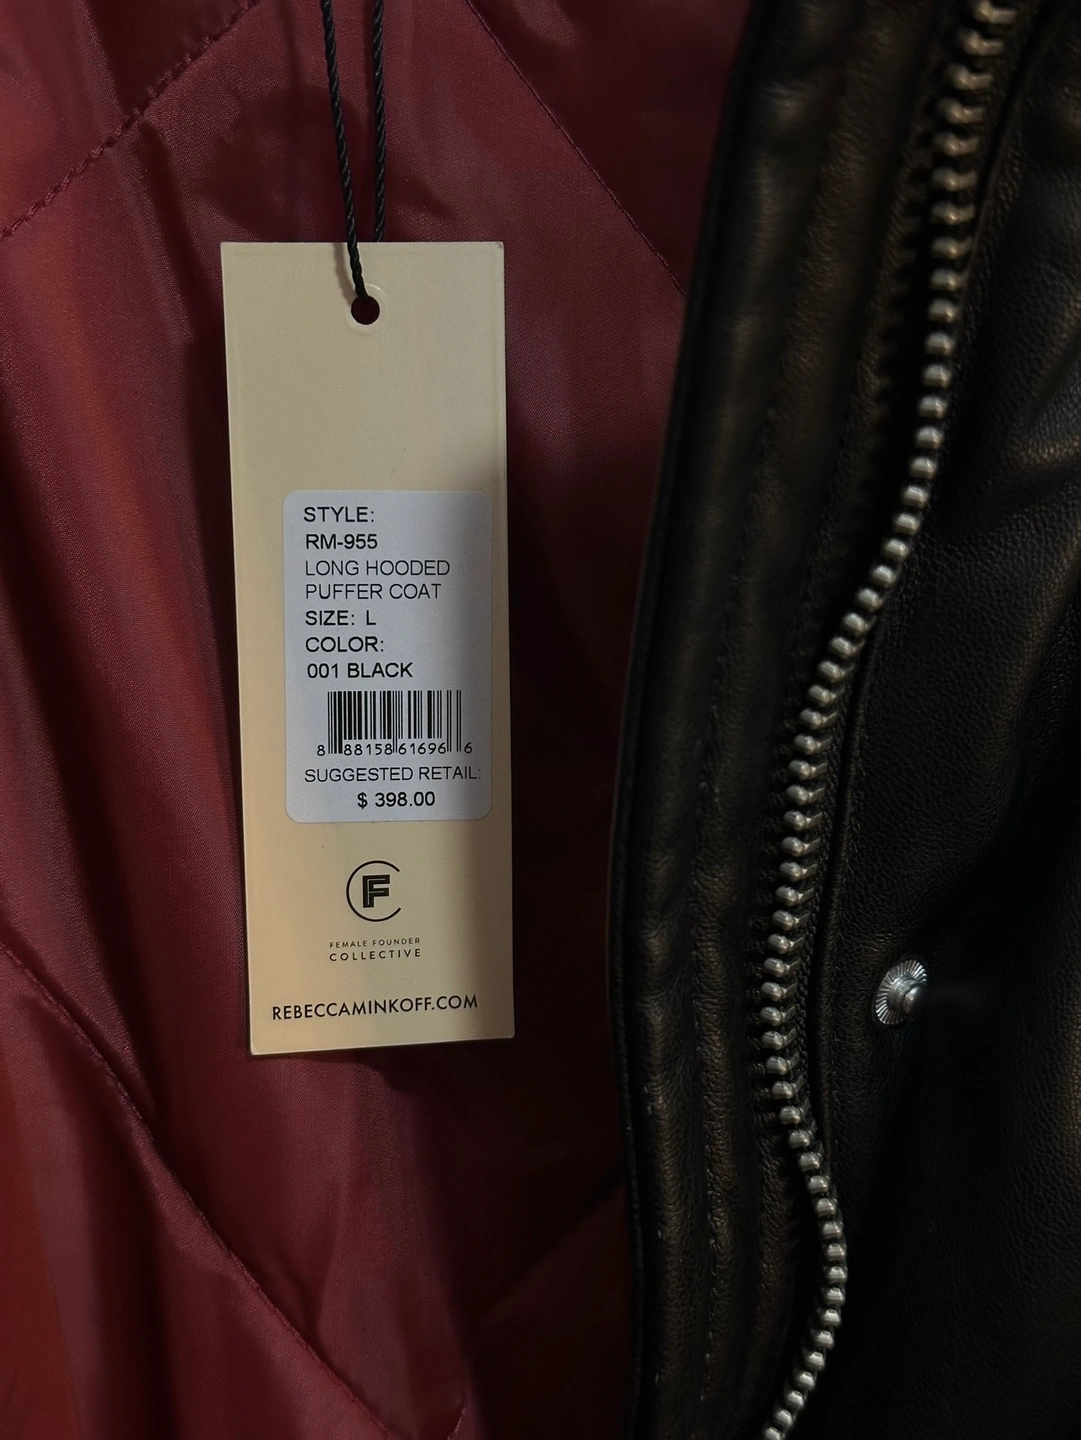 STYLE:
RM-955
LONG HOODED
PUFFER COAT
SIZE: L
COLOR:
001 BLACK
8 88158 61696 6
SUGGESTED RETAIL:
$ 398.00
F
FEMALE FOUNDER
COLLECTIVE
REBECCAMINKOFF.COM